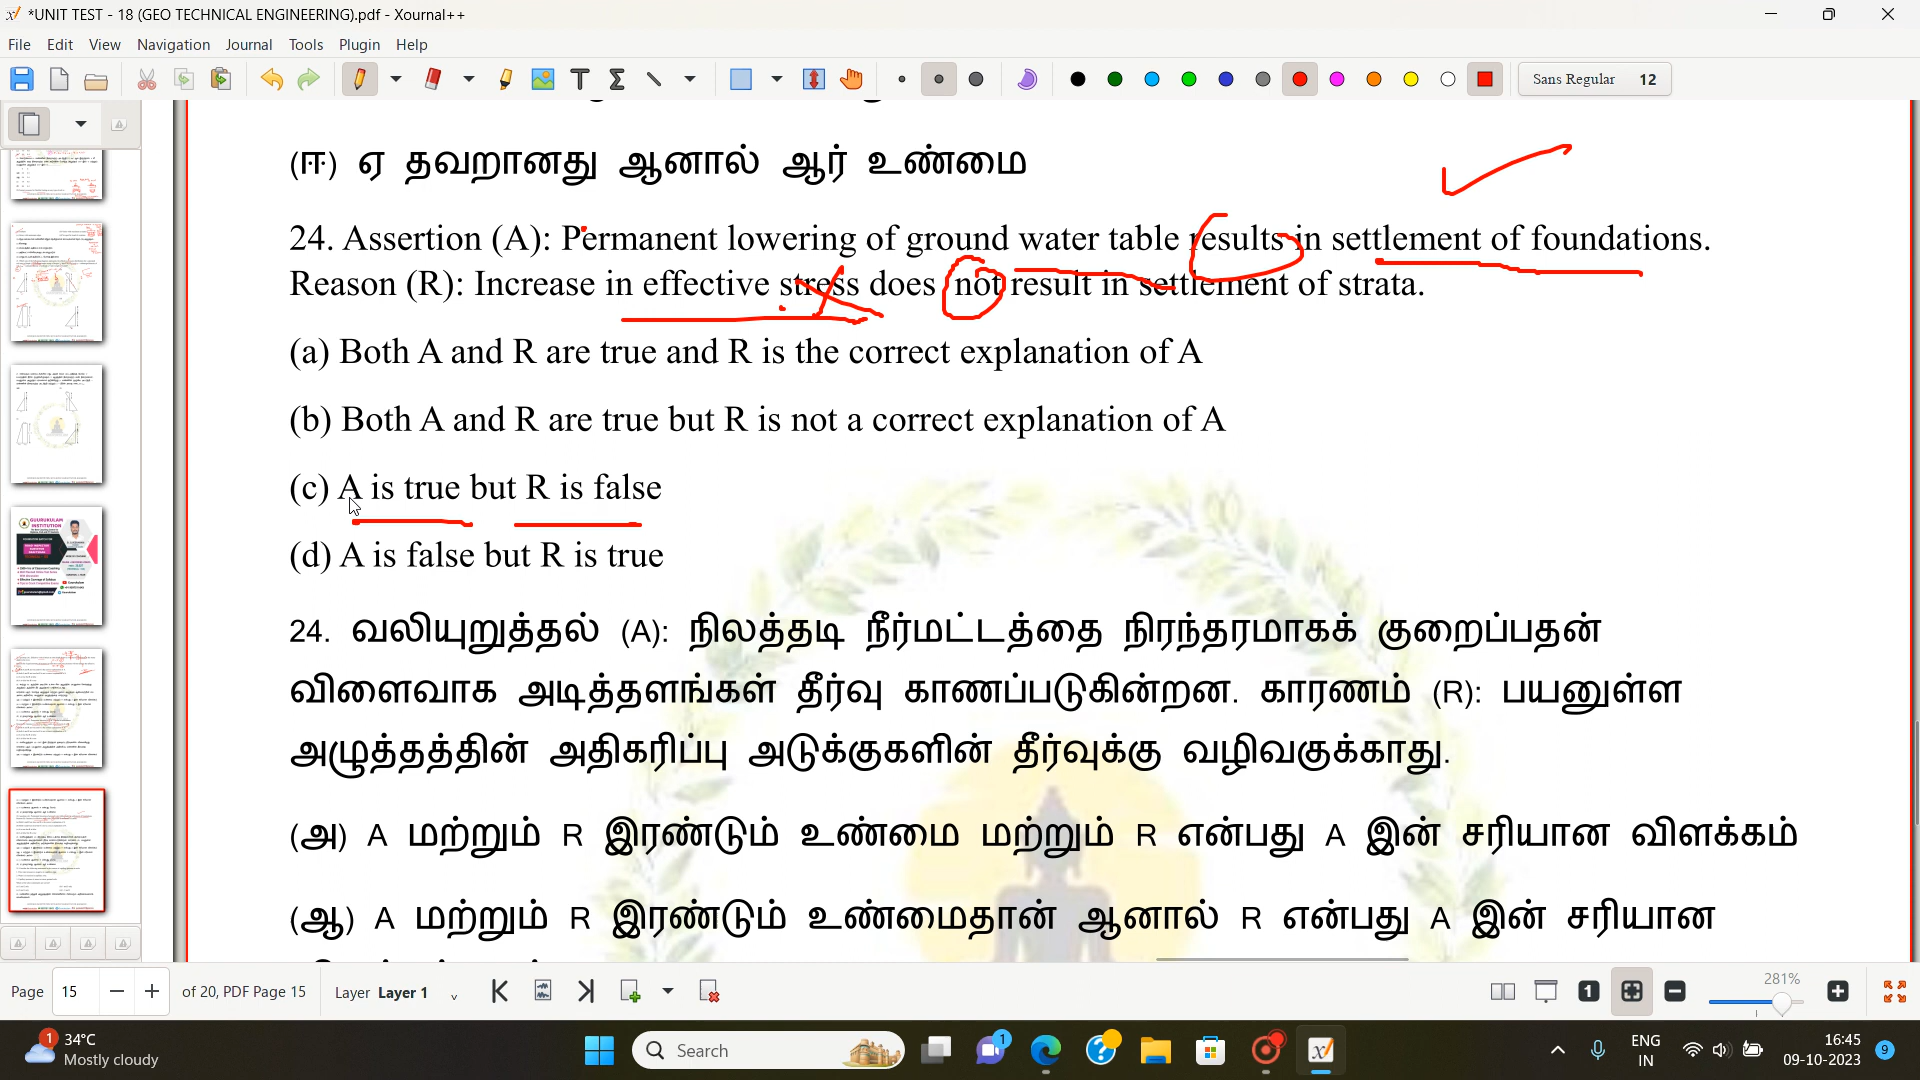 *UNIT TEST - 18 (GEO TECHNICAL ENGINEERING).pdf - Xournal++
File Edit View Navigation Journal Tools Plugin Help
Sans Regular 12
(ஈ) ஏ தவறானது ஆனால் ஆர் உண்மை
24. Assertion (A): Permanent lowering of ground water table results in settlement of foundations.
Reason (R): Increase in effective stress does not result in settlement of strata.
(a) Both A and R are true and R is the correct explanation of A
(b) Both A and R are true but R is not a correct explanation of A
(c) A is true but R is false
(d) A is false but R is true
24. வலியுறுத்தல் (A): நிலத்தடி நீர்மட்டத்தை நிரந்தரமாகக் குறைப்பதன்
விளைவாக அடித்தளங்கள் தீர்வு காணப்படுகின்றன. காரணம் (R): பயனுள்ள
அழுத்தத்தின் அதிகரிப்பு அடுக்குகளின் தீர்வுக்கு வழிவகுக்காது.
(அ) A மற்றும் R இரண்டும் உண்மை மற்றும் R என்பது A இன் சரியான விளக்கம்
(ஆ) A மற்றும் R இரண்டும் உண்மைதான் ஆனால் R என்பது A இன் சரியான
Page 15 of 20, PDF Page 15 Layer Layer 1 281%
34°C
Mostly cloudy
Search
ENG
IN
16:45
09-10-2023